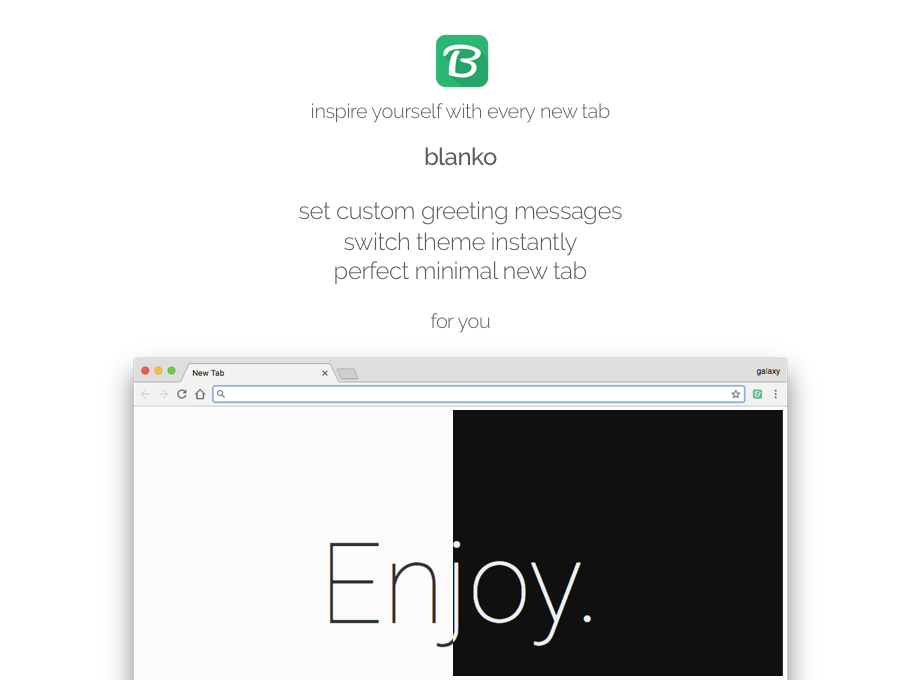 B
inspire yourself with every new tab
blanko
set custom greeting messages
switch theme instantly
perfect minimal new tab
for you
New Tab
galaxy
B
Enjoy.